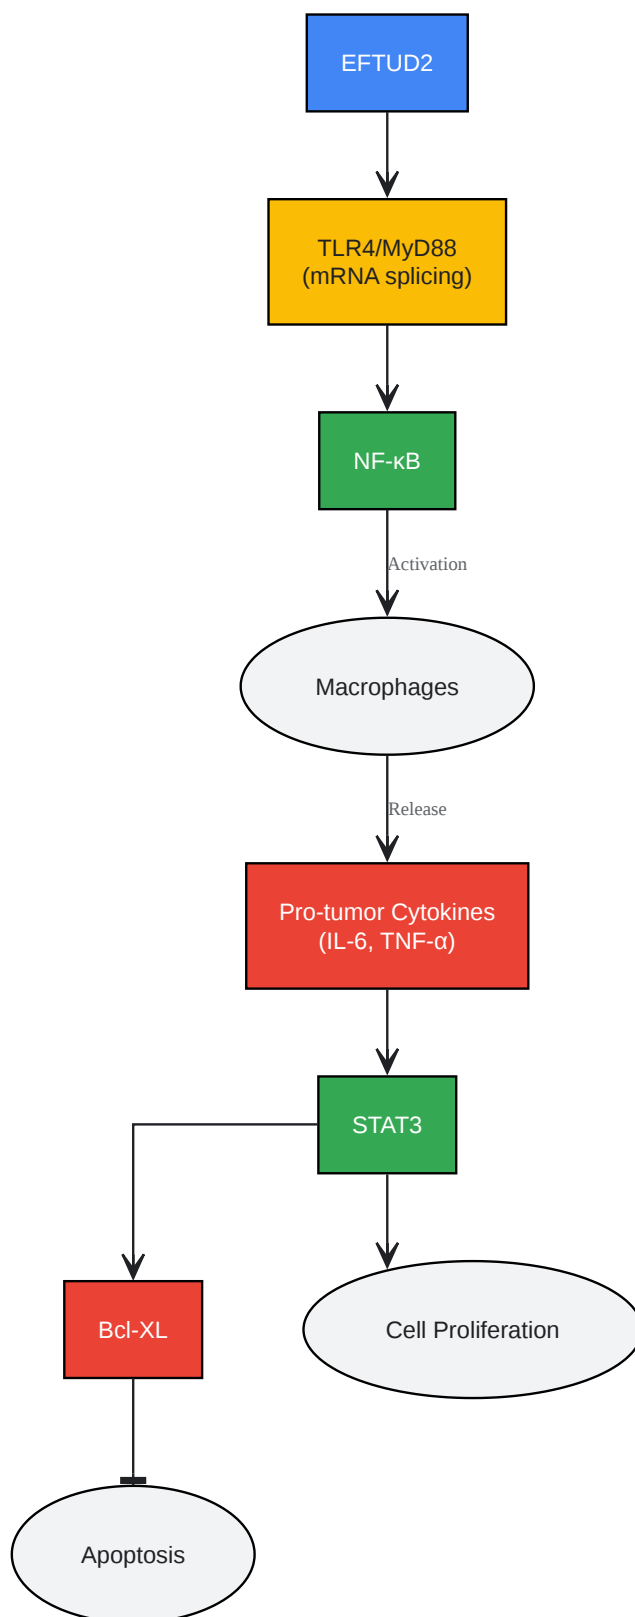 EFTUD2
TLR4/MyD88
(mRNA splicing)
NF-κB
Activation
Macrophages
Release
Pro-tumor Cytokines
(IL-6, TNF-α)
STAT3
Bcl-XL
Cell Proliferation
Apoptosis